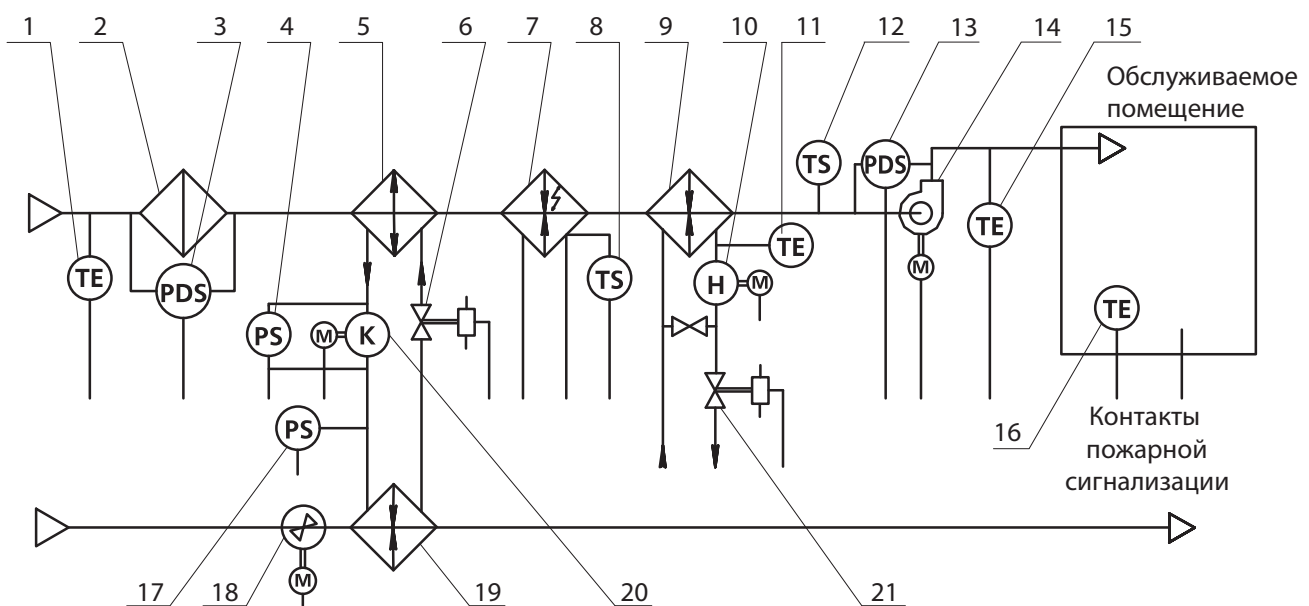 1 2 3 4 5 6 7 8 9 10 11 12 13 14 15
Обслуживаемое
помещение
TS PDS
TE
TE
TE PDS TS H M M
TE
PS M K
PS
16
Контакты
пожарной
сигнализации
M
17 18 19 20 21